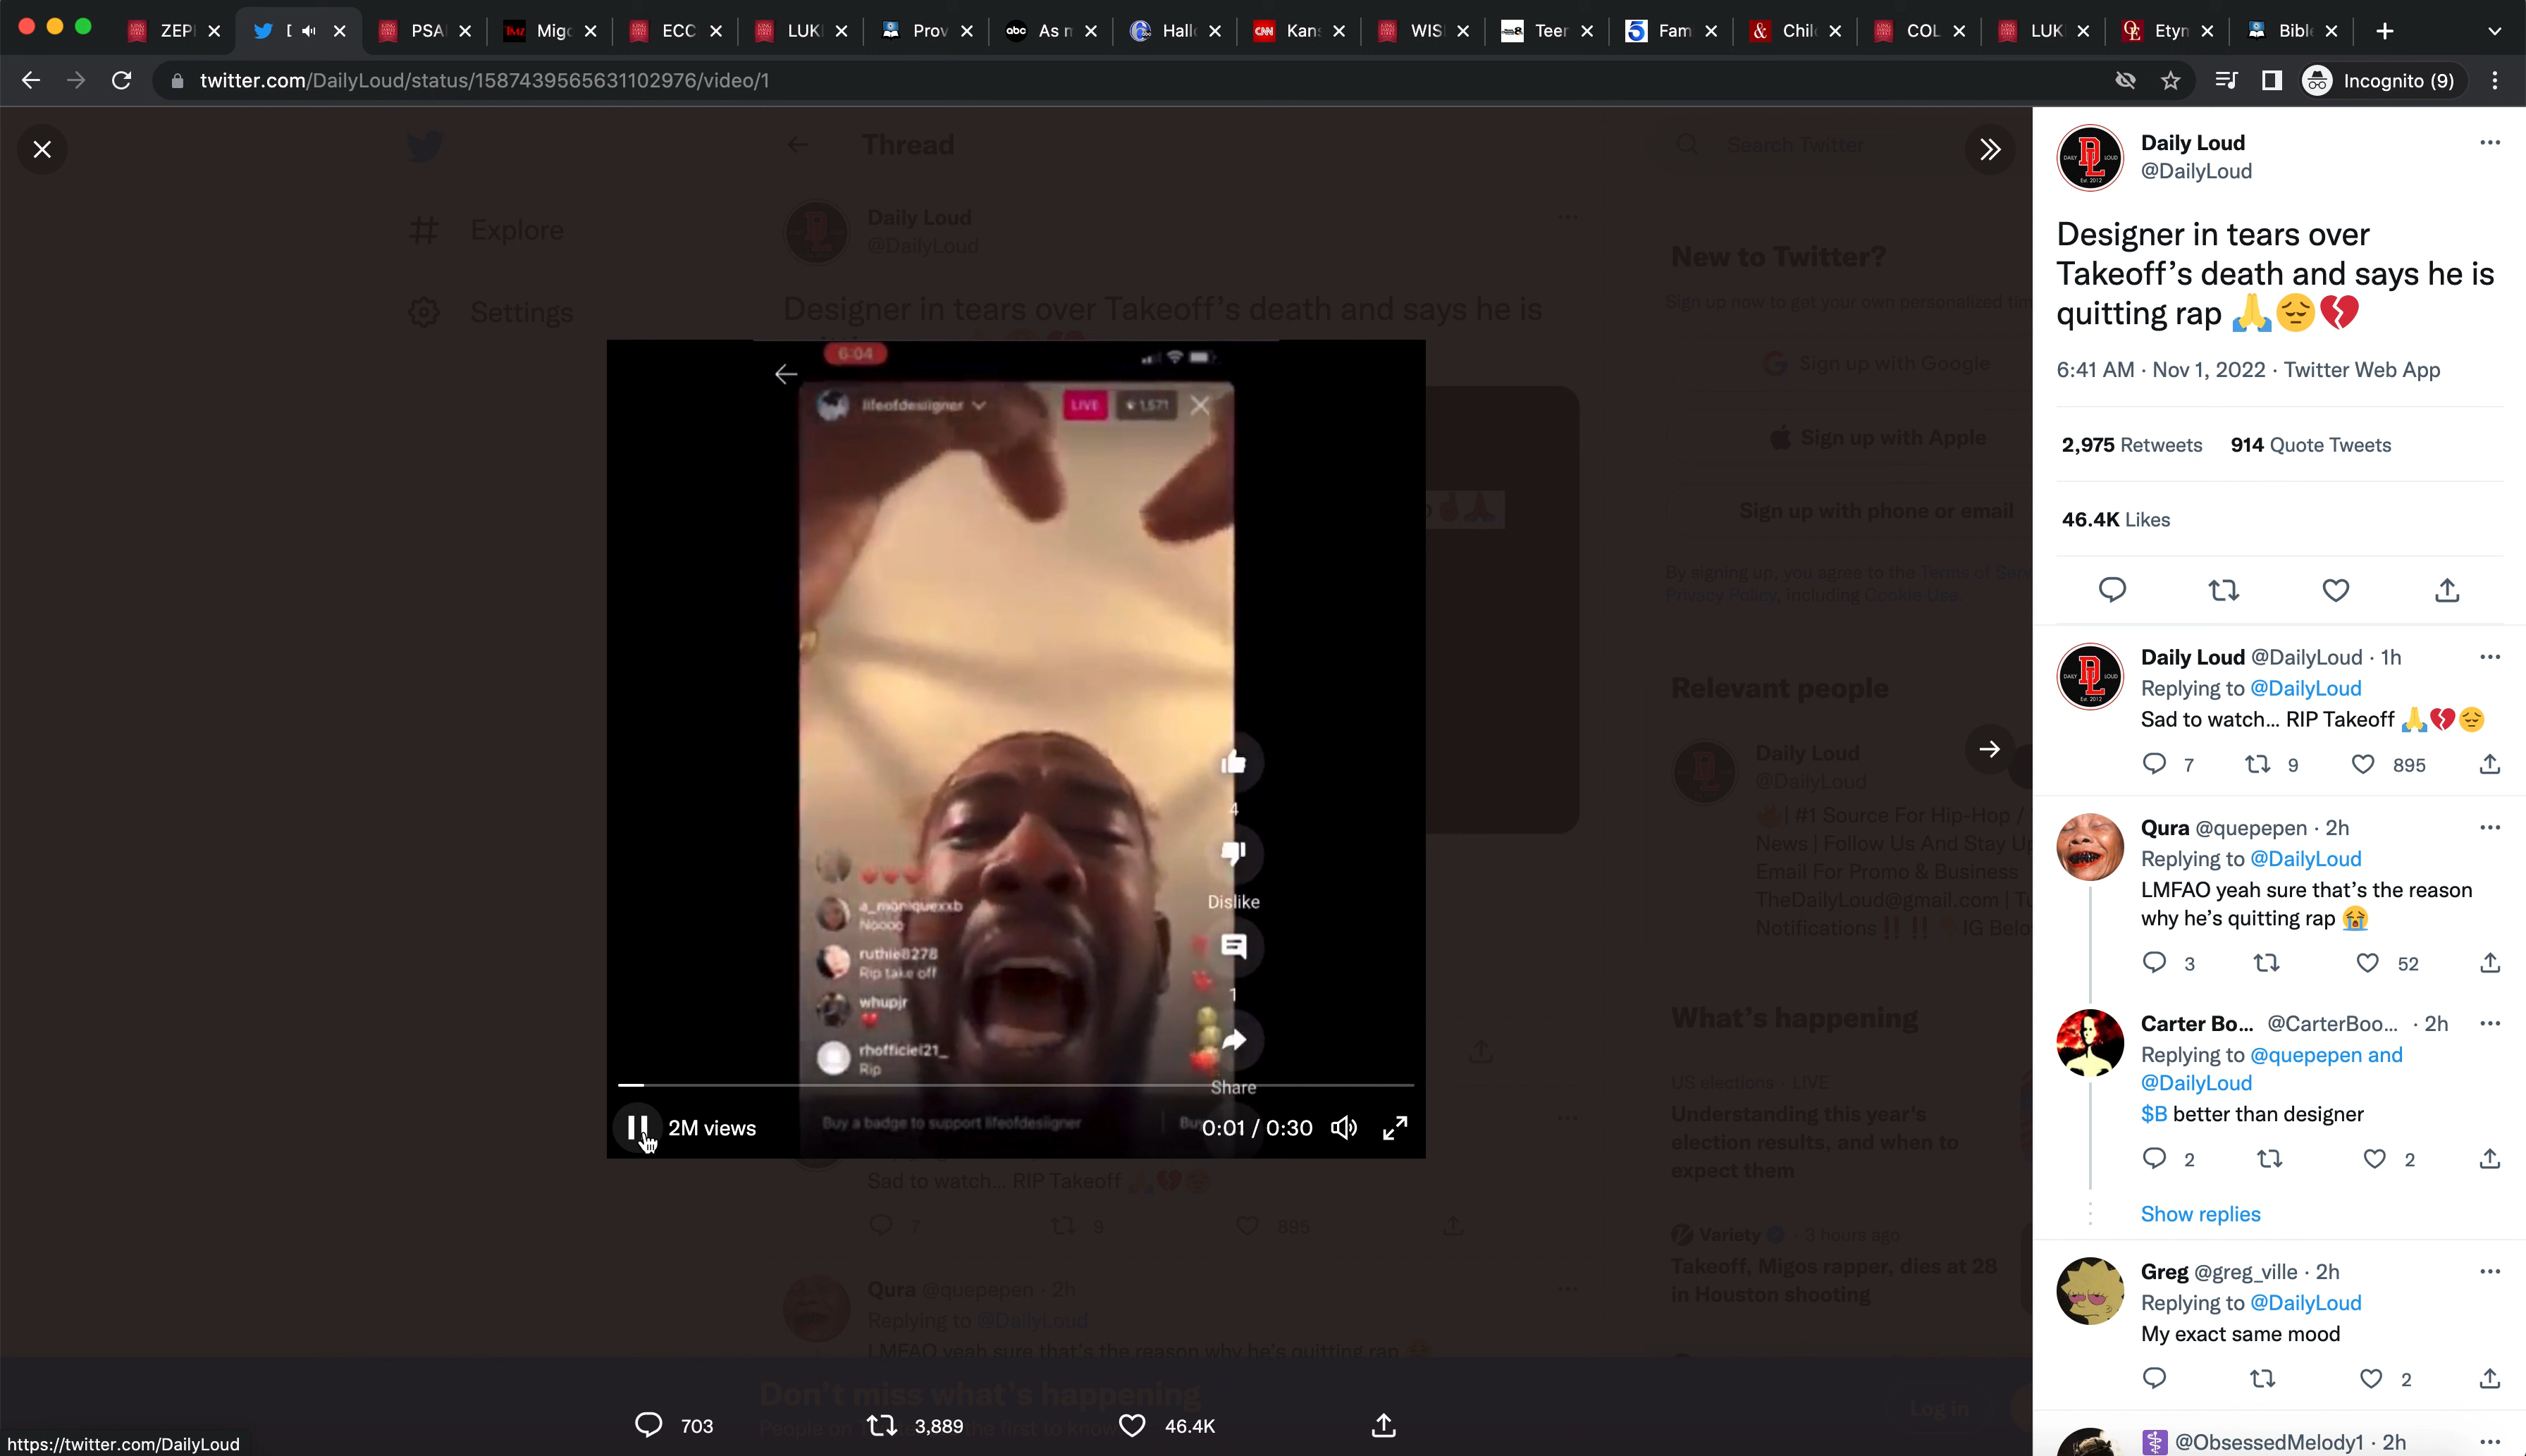 ZEPI
PSAI
Migo
ECC
LUKI
Prov
abc
As m
Hall
CNN
Kans
WISI
Teen
Fam
Chil
COL
LUKI
Etyn
Bible
twitter.com/DailyLoud/status/1587439565631102976/video/1
Incognito (9)
Thread
Search Twitter
Explore
Settings
Daily Loud
@DailyLoud
Designer in tears over Takeoff's death and says he is
New to Twitter?
Sign up now to get your own personalized tim
Sign up with Google
Sign up with Apple
Sign up with phone or email
By signing up, you agree to the Terms of Serv
Privacy Policy, including Cookie Use.
Relevant people
Daily Loud
@DailyLoud
| #1 Source For Hip-Hop /
News | Follow Us And Stay Up
Email For Promo & Business
TheDailyLoud@gmail.com | Tu
Notifications ‼️ ‼️ IG Belo
What's happening
US elections · LIVE
Understanding this year's
election results, and when to
expect them
Variety · 3 hours ago
Takeoff, Migos rapper, dies at 28
in Houston shooting
6:04
lifeofdesiigner
LIVE
1,571
4
Dislike
1
Share
a_moniquexxb
Noooo
ruthie8278
Rip take off
whupjr
❤️
rhofficiel21_
Rip
Buy a badge to support lifeofdesiigner
2M views
0:01 / 0:30
Sad to watch... RIP Takeoff 🙏💔😔
7 9 895
Qura @quepepen · 2h
Replying to @DailyLoud
LMFAO yeah sure that's the reason why he's quitting rap 😭
Don't miss what's happening
Log in
703 3,889 46.4K
https://twitter.com/DailyLoud
Daily Loud
@DailyLoud
Designer in tears over
Takeoff's death and says he is
quitting rap 🙏😔💔
6:41 AM · Nov 1, 2022 · Twitter Web App
2,975 Retweets 914 Quote Tweets
46.4K Likes
Daily Loud @DailyLoud · 1h
Replying to @DailyLoud
Sad to watch... RIP Takeoff 🙏💔😔
7 9 895
Qura @quepepen · 2h
Replying to @DailyLoud
LMFAO yeah sure that's the reason
why he's quitting rap 😭
3 52
Carter Bo... @CarterBoo... · 2h
Replying to @quepepen and
@DailyLoud
$B better than designer
2 2
Show replies
Greg @greg_ville · 2h
Replying to @DailyLoud
My exact same mood
2
@ObsessedMelody1 · 2h